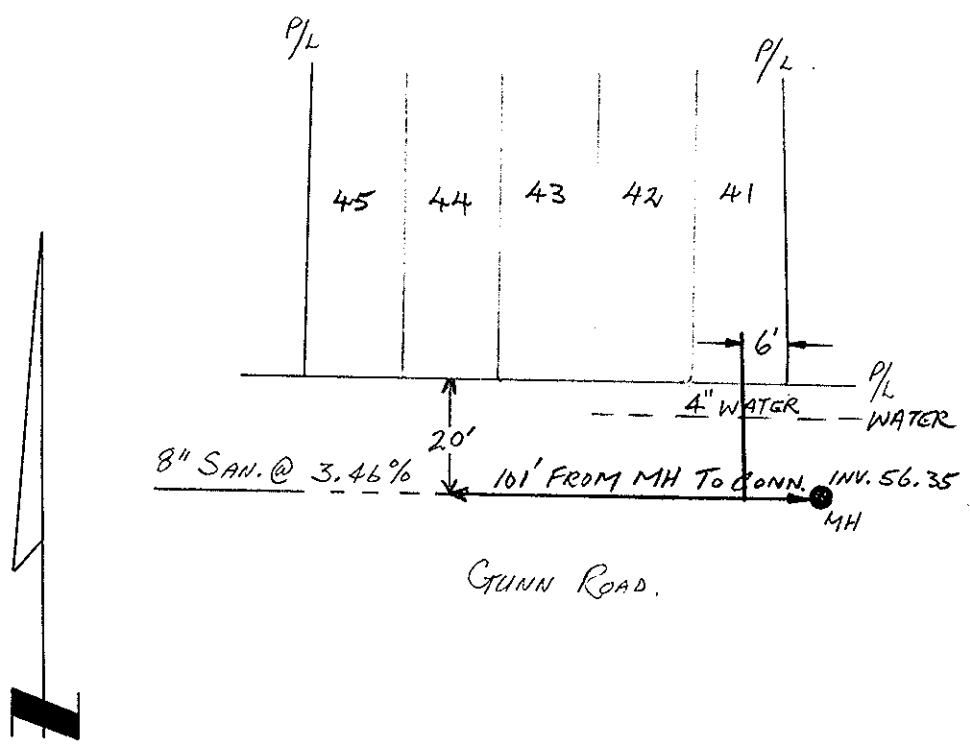 P/L
P/L.
45 44 43 42 41
6'
P/L
4" WATER
WATER
20'
8" SAN. @ 3.46%
101' FROM MH TO CONN.
INV. 56.35
MH
GUNN ROAD.
N